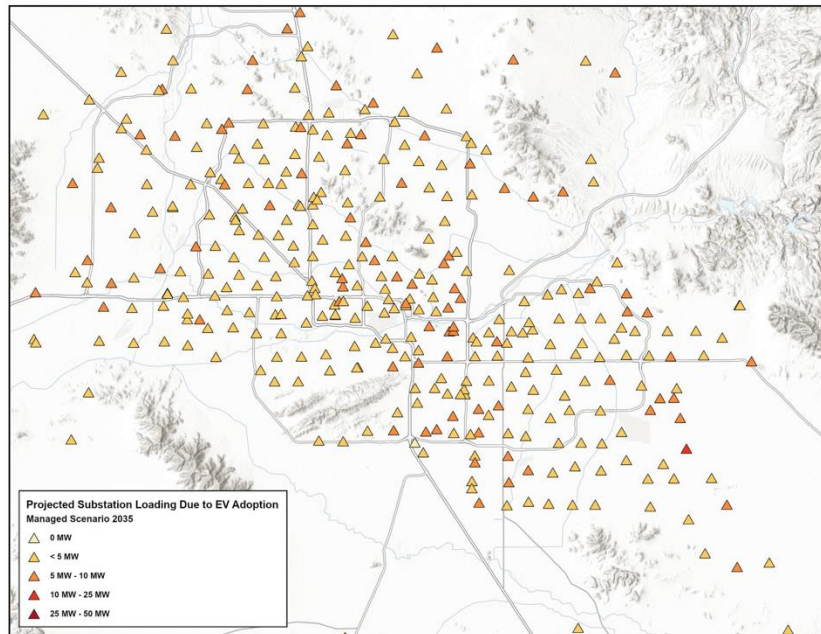 Projected Substation Loading Due to EV Adoption
Managed Scenario 2035
0 MW
< 5 MW
5 MW - 10 MW
10 MW - 25 MW
25 MW - 50 MW